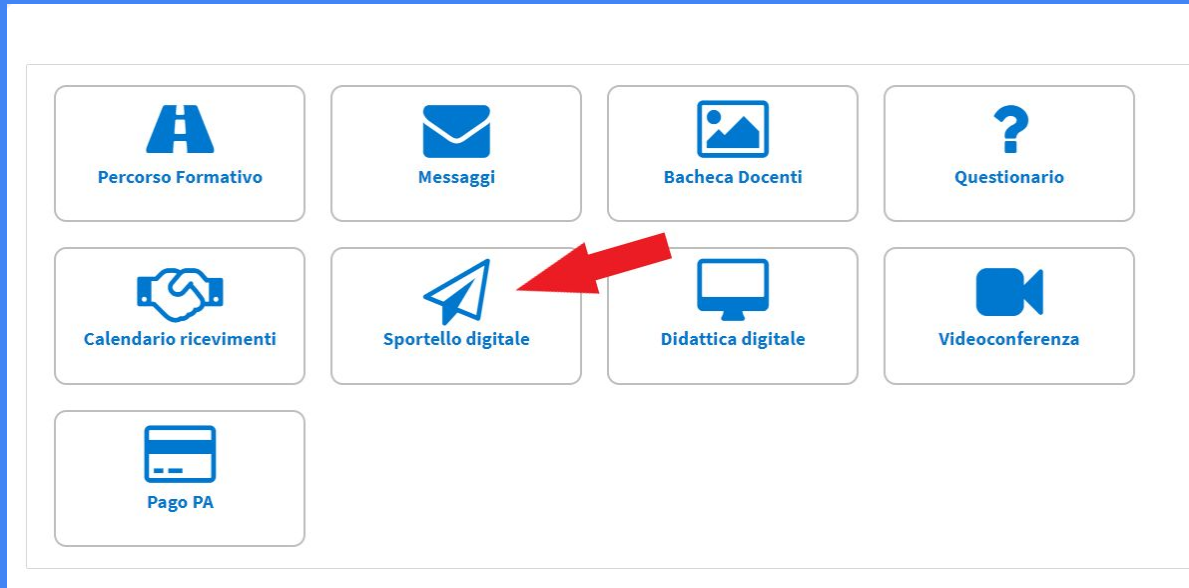 Percorso Formativo
Messaggi
Bacheca Docenti
Questionario
Calendario ricevimenti
Sportello digitale
Didattica digitale
Videoconferenza
Pago PA